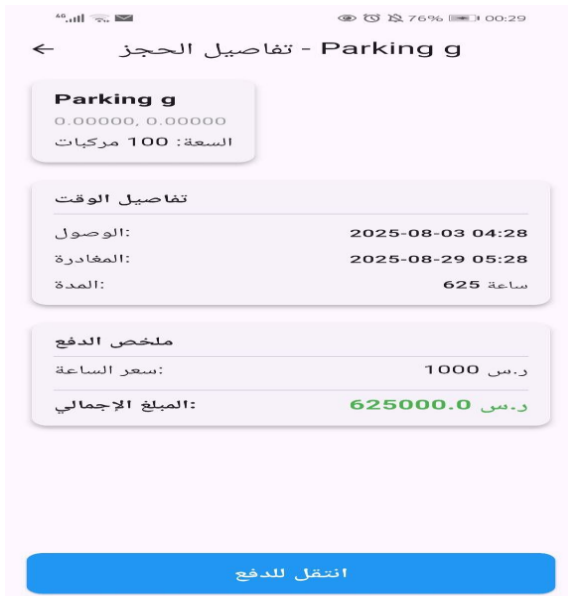 4G 76% 00:29
Parking g - تفاصيل الحجز
Parking g
0.00000, 0.00000
السعة: 100 مركبات
تفاصيل الوقت
الوصول: 2025-08-03 04:28
المغادرة: 2025-08-29 05:28
المدة: 625 ساعة
ملخص الدفع
سعر الساعة: 1000 ر.س
المبلغ الإجمالي: 625000.0 ر.س
انتقل للدفع